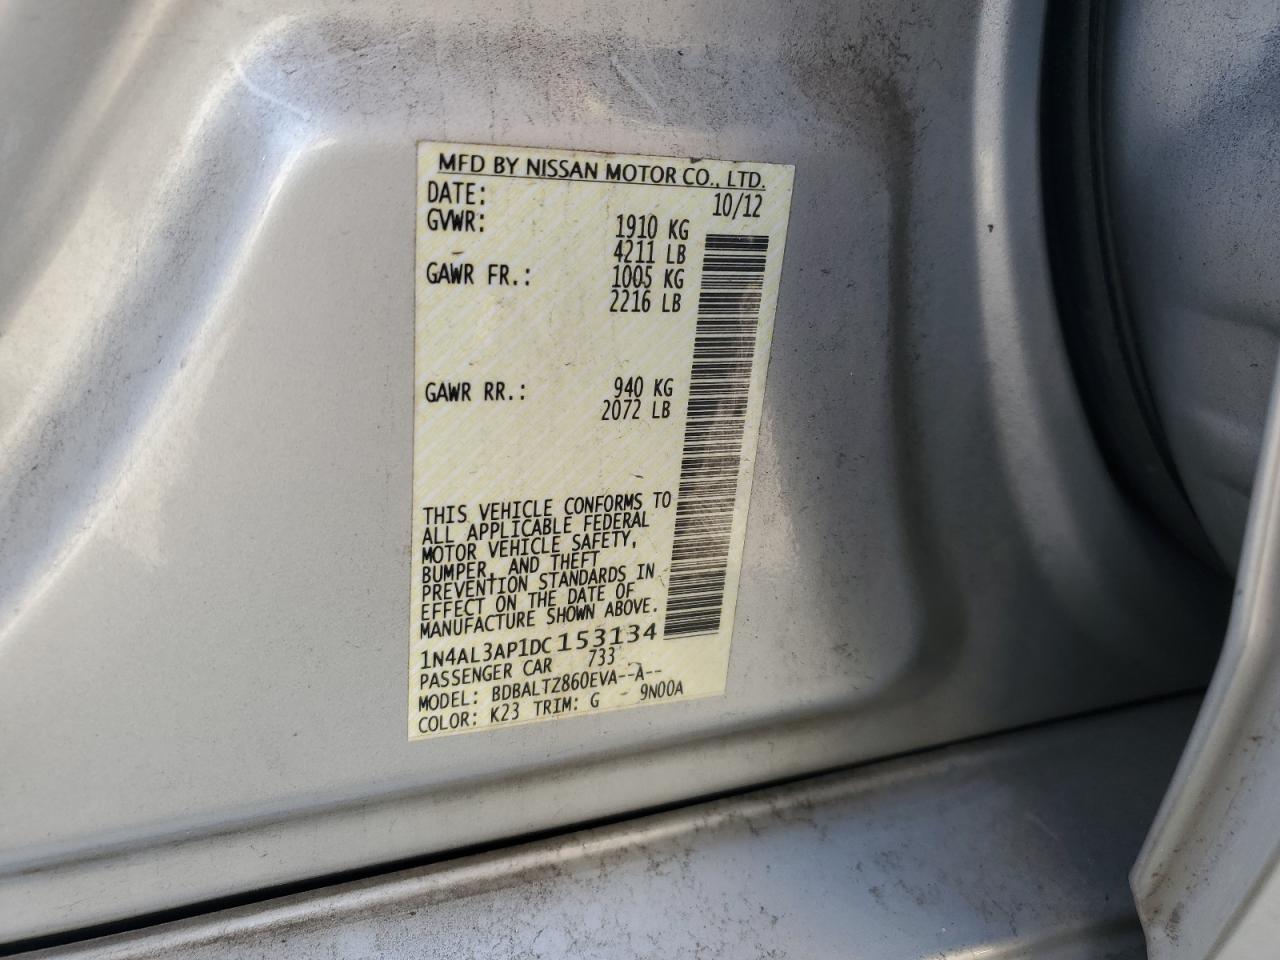 MFD BY NISSAN MOTOR CO., LTD.
DATE: 10/12
GVWR: 1910 KG
4211 LB
GAWR FR.: 1005 KG
2216 LB
GAWR RR.: 940 KG
2072 LB
THIS VEHICLE CONFORMS TO
ALL APPLICABLE FEDERAL
MOTOR VEHICLE SAFETY,
BUMPER, AND THEFT
PREVENTION STANDARDS IN
EFFECT ON THE DATE OF
MANUFACTURE SHOWN ABOVE.
1N4AL3AP1DC153134
PASSENGER CAR 733
MODEL: BDBALTZ860EVA--A--
COLOR: K23 TRIM: G 9N00A